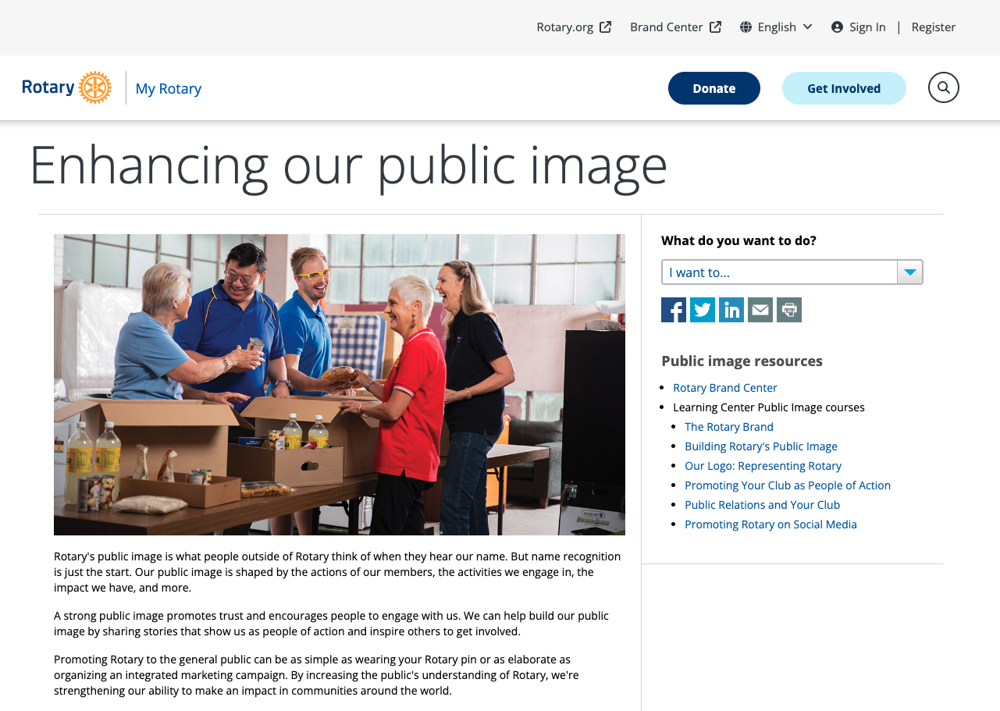 Rotary.org
Brand Center
English
Sign In | Register
Rotary
My Rotary
Donate
Get Involved
Enhancing our public image
What do you want to do?
I want to...
Public image resources
Rotary Brand Center
Learning Center Public Image courses
The Rotary Brand
Building Rotary's Public Image
Our Logo: Representing Rotary
Promoting Your Club as People of Action
Public Relations and Your Club
Promoting Rotary on Social Media
Rotary's public image is what people outside of Rotary think of when they hear our name. But name recognition
is just the start. Our public image is shaped by the actions of our members, the activities we engage in, the
impact we have, and more.
A strong public image promotes trust and encourages people to engage with us. We can help build our public
image by sharing stories that show us as people of action and inspire others to get involved.
Promoting Rotary to the general public can be as simple as wearing your Rotary pin or as elaborate as
organizing an integrated marketing campaign. By increasing the public's understanding of Rotary, we're
strengthening our ability to make an impact in communities around the world.